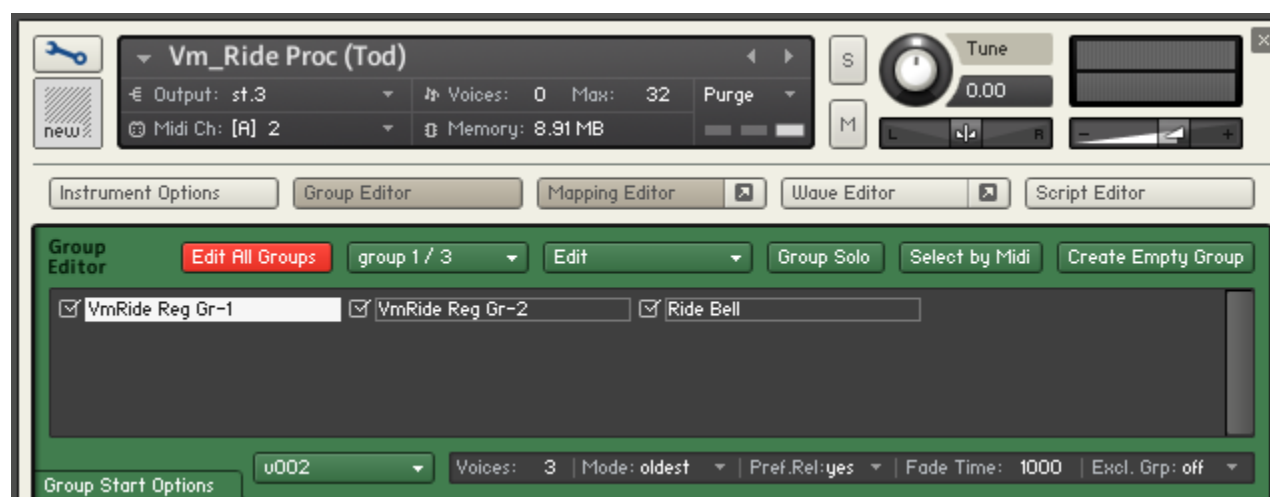 Vm_Ride Proc (Tod)
S
Tune
Output: st.3 Voices: 0 Max: 32 Purge
0.00
new
Midi Ch: [A] 2 Memory: 8.91 MB
M
L R - +
Instrument Options Group Editor Mapping Editor Wave Editor Script Editor
Group Editor
Edit All Groups group 1 / 3 Edit Group Solo Select by Midi Create Empty Group
VmRide Reg Gr-1 VmRide Reg Gr-2 Ride Bell
v002 Voices: 3 | Mode: oldest | Pref.Rel:yes | Fade Time: 1000 | Excl. Grp: off
Group Start Options